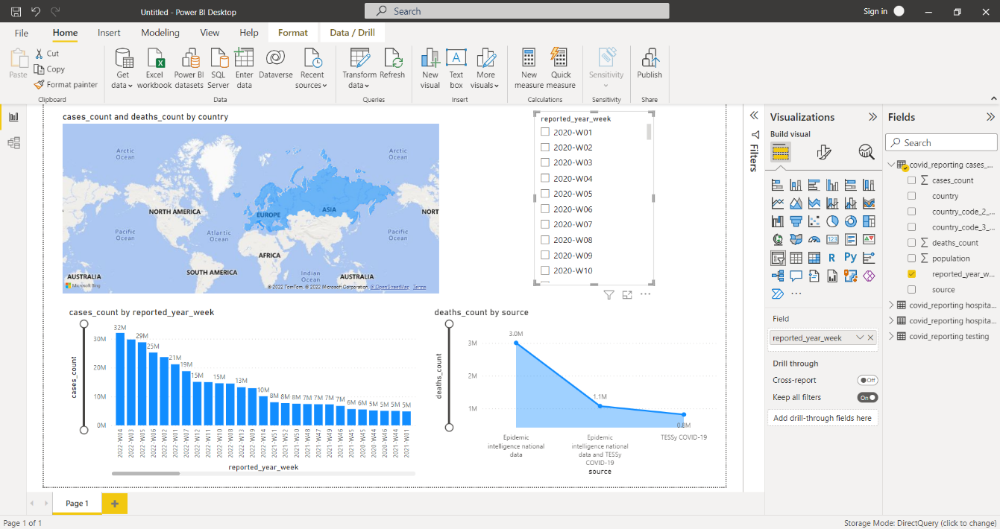 Untitled - Power BI Desktop
Search
Sign in
File
Home
Insert
Modeling
View
Help
Format
Data / Drill
Paste
Cut
Copy
Format painter
Clipboard
Get data
Excel workbook
Power BI datasets
SQL Server
Enter data
Dataverse
Recent sources
Data
Transform data
Refresh
Queries
New visual
Text box
More visuals
Insert
New measure
Quick measure
Calculations
Sensitivity
Sensitivity
Publish
Share
cases_count and deaths_count by country
Arctic Ocean
Arctic Ocean
NORTH AMERICA
EUROPE
ASIA
NORT
Pacific Ocean
Atlantic Ocean
Pacific Ocean
AFRICA
SOUTH AMERICA
Indian Ocean
AUSTRALIA
AUSTRALIA
Microsoft Bing
© 2022 TomTom, © 2022 Microsoft Corporation, © OpenStreetMap Terms
reported_year_week
2020-W01
2020-W02
2020-W03
2020-W04
2020-W05
2020-W06
2020-W07
2020-W08
2020-W09
2020-W10
cases_count by reported_year_week
cases_count
30M
20M
10M
0M
32M
29M
25M
21M
19M
15M
15M
13M
10M
8M
8M
8M
7M
7M
7M
7M
6M
6M
5M
5M
5M
5M
2022-W04
2022-W03
2022-W05
2022-W06
2022-W02
2022-W01
2022-W07
2022-W12
2022-W11
2022-W10
2022-W08
2022-W13
2022-W09
2022-W14
2021-W51
2021-W52
2021-W50
2021-W48
2021-W47
2021-W49
2021-W46
2021-W45
2020-W45
2020-W44
2020-W46
2021-W44
2021-W01
reported_year_week
deaths_count by source
deaths_count
3M
2M
1M
3.0M
1.1M
0.8M
Epidemic intelligence national data
Epidemic intelligence national data and TESSy COVID-19
TESSy COVID-19
source
Filters
Visualizations
Build visual
123
R
Py
Field
reported_year_week
Drill through
Cross-report
Off
Keep all filters
On
Add drill-through fields here
Fields
Search
covid_reporting cases_...
cases_count
country
country_code_2_...
country_code_3_...
deaths_count
population
reported_year_w...
source
covid_reporting hospita...
covid_reporting hospita...
covid_reporting testing
Page 1
Page 1 of 1
Storage Mode: DirectQuery (click to change)